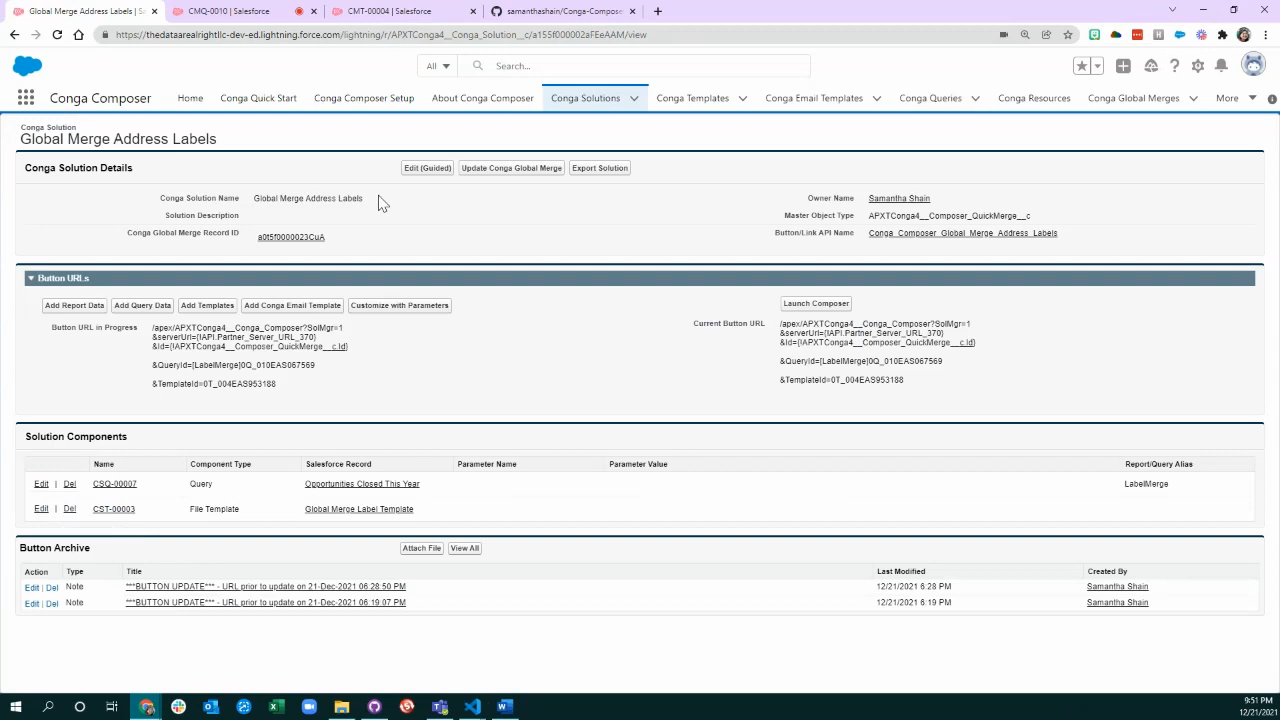 Global Merge Address Labels | Sa
CMQ-0010 | Salesforce
CMT-00004 | Salesforce
samanthashain/Conga-Compose
https://thedataarealrightllc-dev-ed.lightning.force.com/lightning/r/APXTConga4__Conga_Solution__c/a155f000002aFEeAAM/view
All
Search...
Conga Composer
Home
Conga Quick Start
Conga Composer Setup
About Conga Composer
Conga Solutions
Conga Templates
Conga Email Templates
Conga Queries
Conga Resources
Conga Global Merges
More
Conga Solution
Global Merge Address Labels
Conga Solution Details
Edit (Guided)
Update Conga Global Merge
Export Solution
Conga Solution Name
Global Merge Address Labels
Owner Name
Samantha Shain
Solution Description
Master Object Type
APXTConga4__Composer_QuickMerge__c
Conga Global Merge Record ID
a0t5f0000023CuA
Button/Link API Name
Conga_Composer_Global_Merge_Address_Labels
Button URLs
Add Report Data
Add Query Data
Add Templates
Add Conga Email Template
Customize with Parameters
Launch Composer
Button URL in Progress
/apex/APXTConga4__Conga_Composer?SolMgr=1
&serverUrl={!API.Partner_Server_URL_370}
&Id={!APXTConga4__Composer_QuickMerge__c.Id}
&QueryId=[LabelMerge]0Q_010EAS067569
&TemplateId=0T_004EAS953188
Current Button URL
/apex/APXTConga4__Conga_Composer?SolMgr=1
&serverUrl={!API.Partner_Server_URL_370}
&Id={!APXTConga4__Composer_QuickMerge__c.Id}
&QueryId=[LabelMerge]0Q_010EAS067569
&TemplateId=0T_004EAS953188
Solution Components
Name
Component Type
Salesforce Record
Parameter Name
Parameter Value
Report/Query Alias
Edit | Del
CSQ-00007
Query
Opportunities Closed This Year
LabelMerge
Edit | Del
CST-00003
File Template
Global Merge Label Template
Button Archive
Attach File
View All
Action
Type
Title
Last Modified
Created By
Edit | Del
Note
***BUTTON UPDATE*** - URL prior to update on 21-Dec-2021 06:28:50 PM
12/21/2021 6:28 PM
Samantha Shain
Edit | Del
Note
***BUTTON UPDATE*** - URL prior to update on 21-Dec-2021 06:19:07 PM
12/21/2021 6:19 PM
Samantha Shain
9:51 PM
12/21/2021